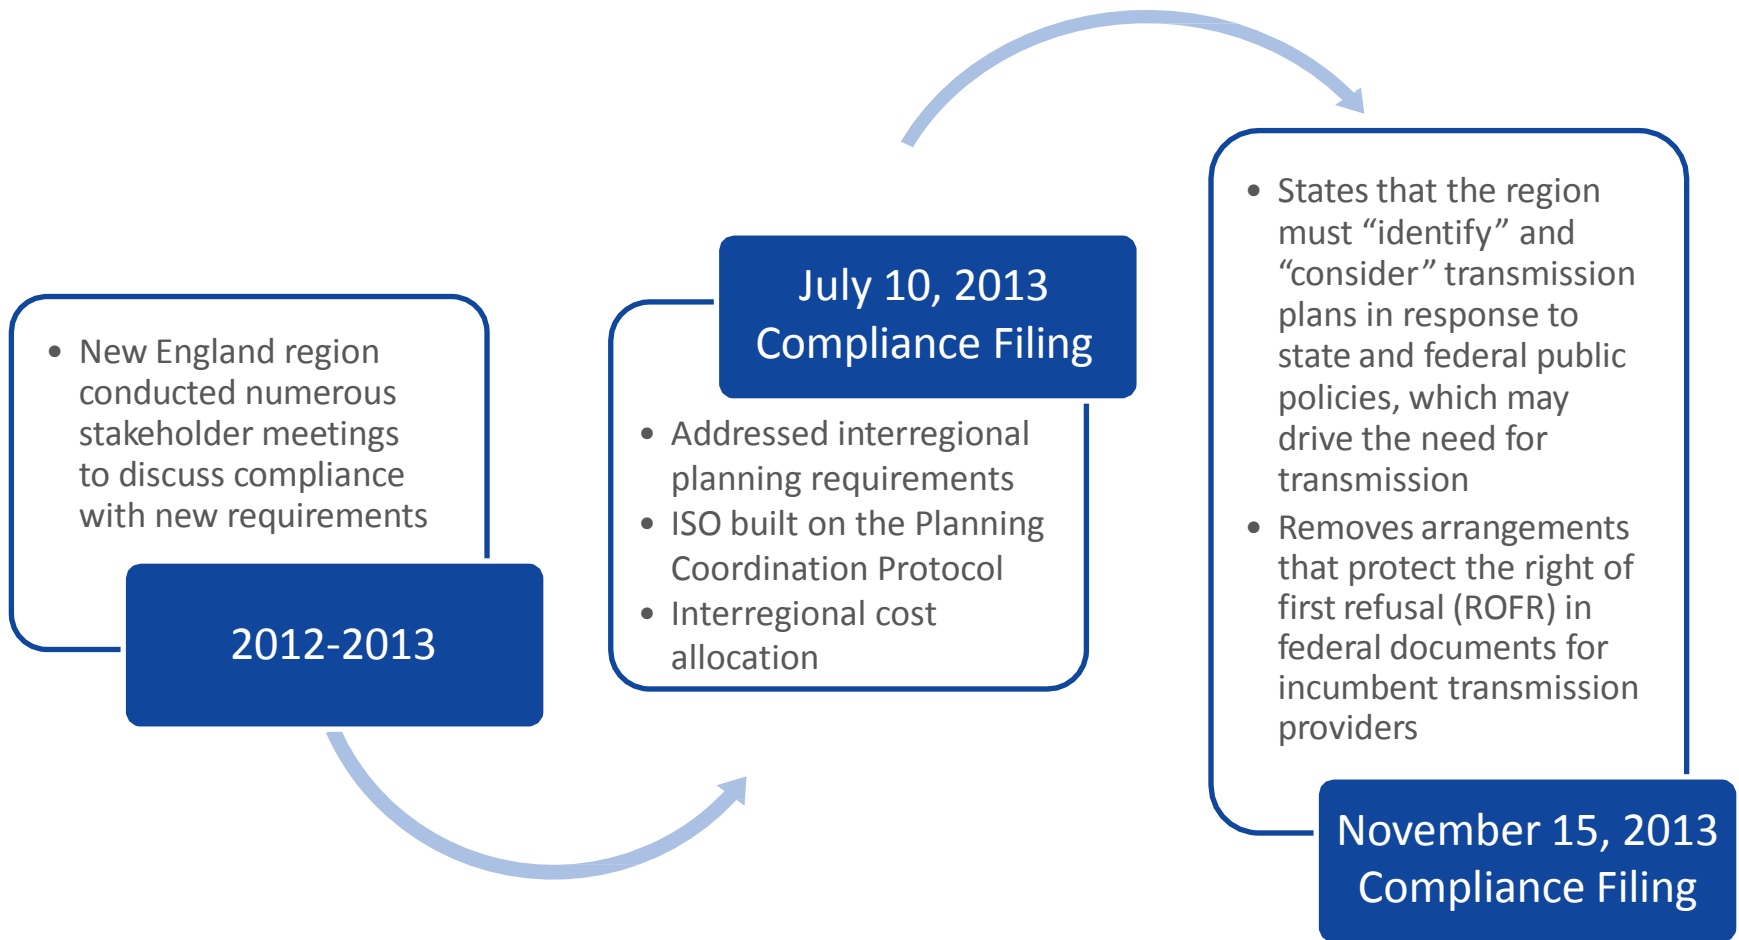 • New England region
conducted numerous
stakeholder meetings
to discuss compliance
with new requirements
2012-2013
July 10, 2013
Compliance Filing
• Addressed interregional
planning requirements
• ISO built on the Planning
Coordination Protocol
• Interregional cost
allocation
• States that the region
must “identify” and
“consider” transmission
plans in response to
state and federal public
policies, which may
drive the need for
transmission
• Removes arrangements
that protect the right of
first refusal (ROFR) in
federal documents for
incumbent transmission
providers
November 15, 2013
Compliance Filing